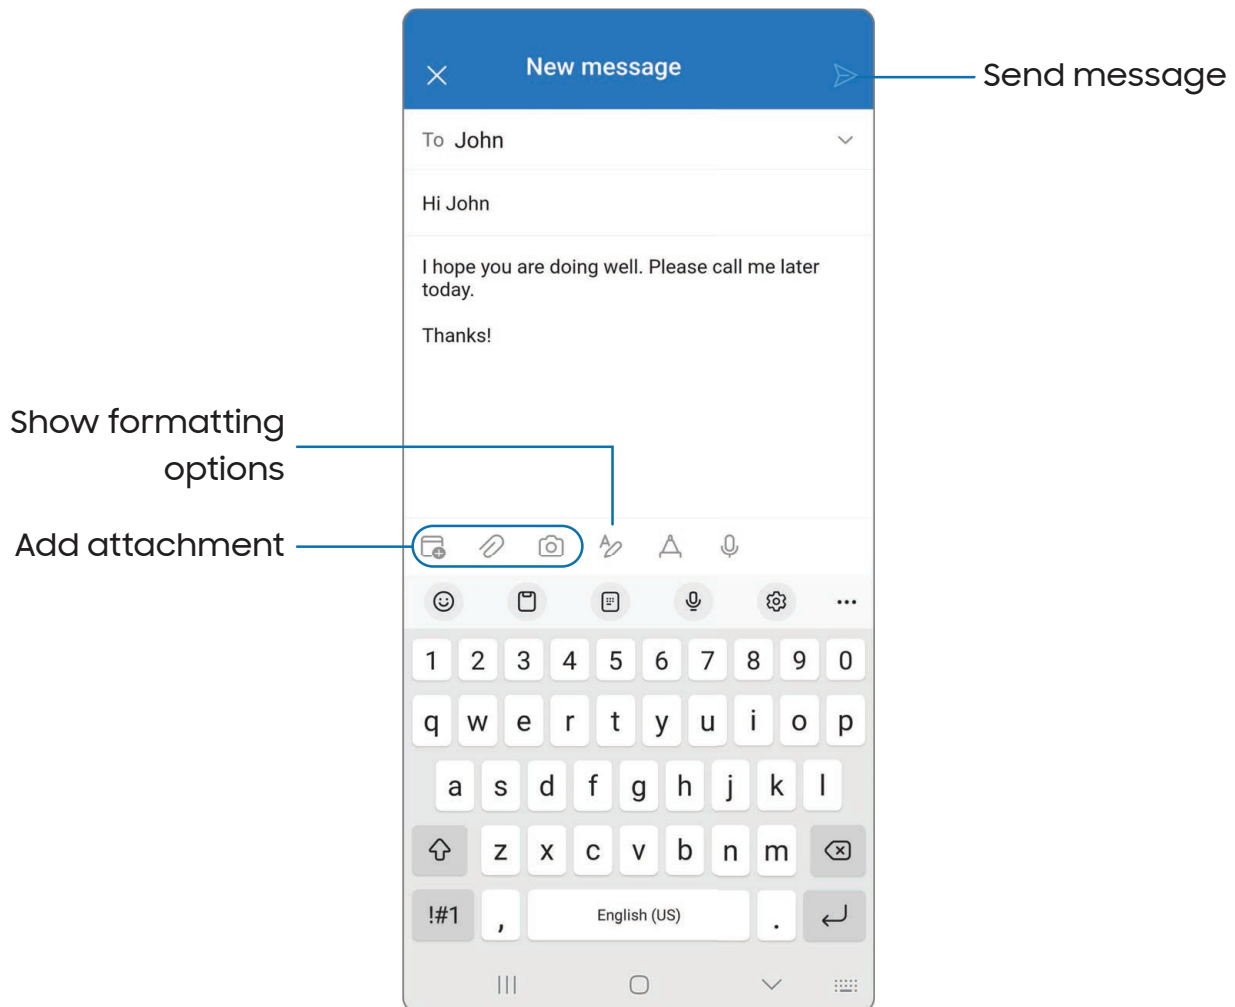 New message
Send message
To John
Hi John
I hope you are doing well. Please call me later
today.
Thanks!
Show formatting
options
Add attachment
1 2 3 4 5 6 7 8 9 0
q w e r t y u i o p
a s d f g h j k l
z x c v b n m
!#1 , English (US) .